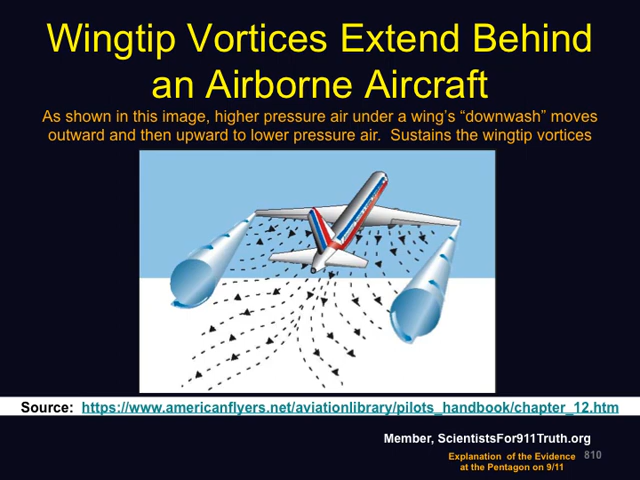 Wingtip Vortices Extend Behind
an Airborne Aircraft
As shown in this image, higher pressure air under a wing's “downwash” moves
outward and then upward to lower pressure air.  Sustains the wingtip vortices
Source:  https://www.americanflyers.net/aviationlibrary/pilots_handbook/chapter_12.htm
Member, ScientistsFor911Truth.org
Explanation  of the Evidence 810
at the Pentagon on 9/11